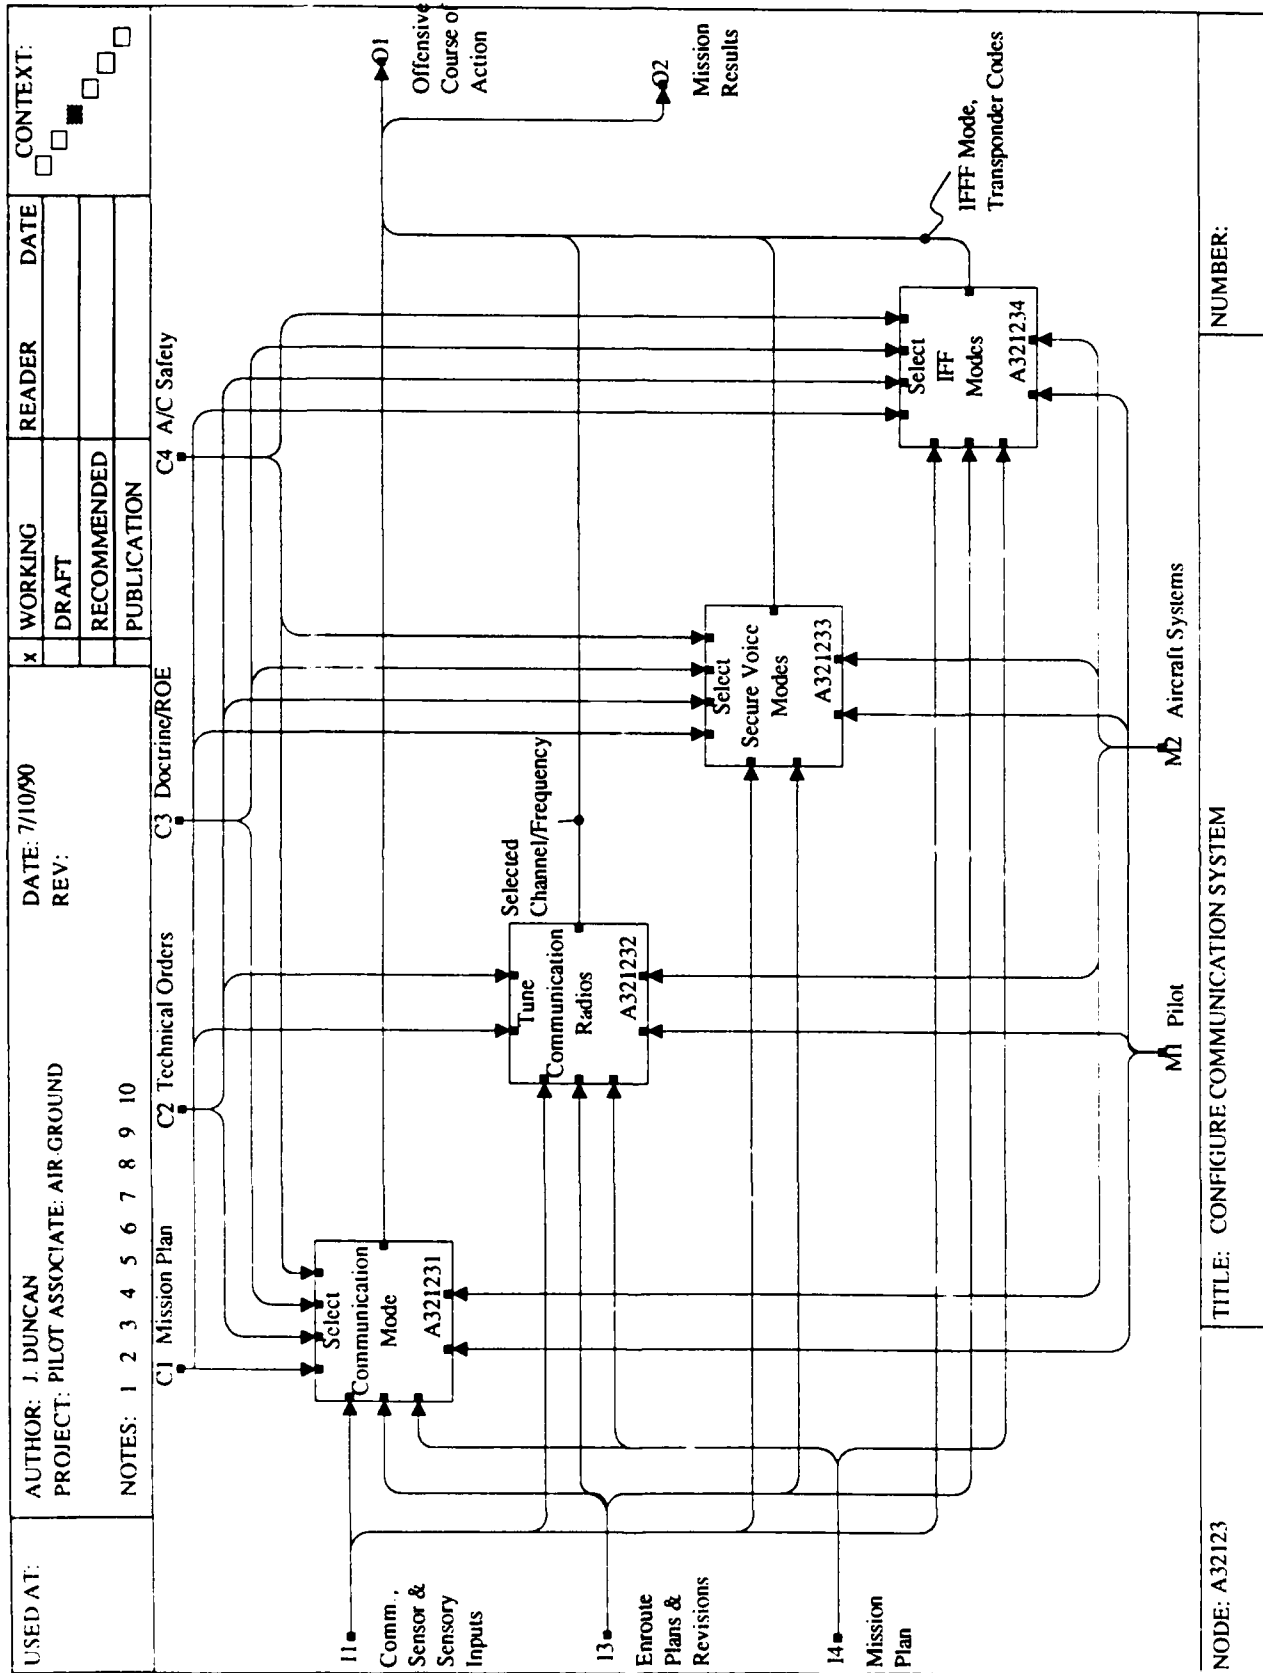 USED AT:
AUTHOR: J. DUNCAN
PROJECT: PILOT ASSOCIATE: AIR-GROUND
NOTES: 1 2 3 4 5 6 7 8 9 10
DATE: 7/10/90
REV:
x WORKING
DRAFT
RECOMMENDED
PUBLICATION
READER DATE
CONTEXT:
C1 Mission Plan
C2 Technical Orders
C3 Doctrine/ROE
C4 A/C Safety
I1
Comm.,
Sensor &
Sensory
Inputs
I3
Enroute
Plans &
Revisions
I4
Mission
Plan
Select
Communication
Mode
A321231
Tune
Communication
Radios
A321232
Selected
Channel/Frequency
Select
Secure Voice
Modes
A321233
Select
IFF
Modes
A321234
IFFF Mode,
Transponder Codes
O1
Offensive
Course of
Action
O2
Mission
Results
M1 Pilot
M2 Aircraft Systems
NODE: A32123
TITLE: CONFIGURE COMMUNICATION SYSTEM
NUMBER: